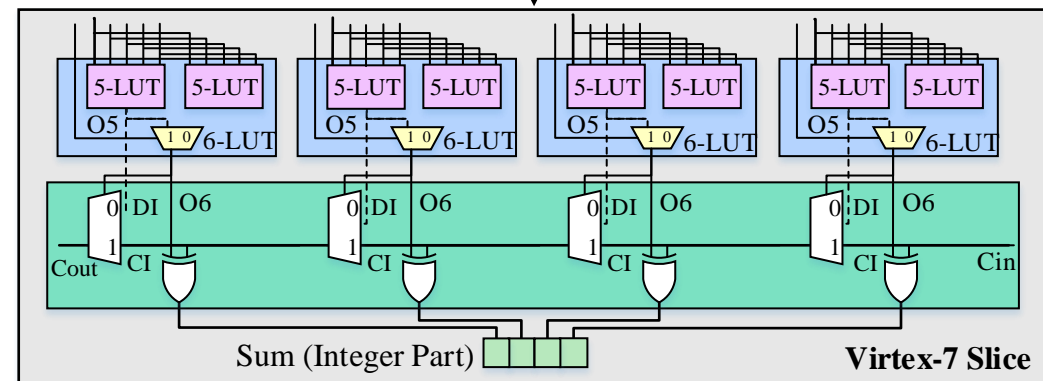 5-LUT 5-LUT 5-LUT 5-LUT 5-LUT 5-LUT 5-LUT 5-LUT
O5 1 0 6-LUT O5 1 0 6-LUT O5 1 0 6-LUT O5 1 0 6-LUT
0 DI O6 0 DI O6 0 DI O6 0 DI O6
1 1 1 1
Cout CI CI CI CI Cin
Sum (Integer Part)
Virtex-7 Slice